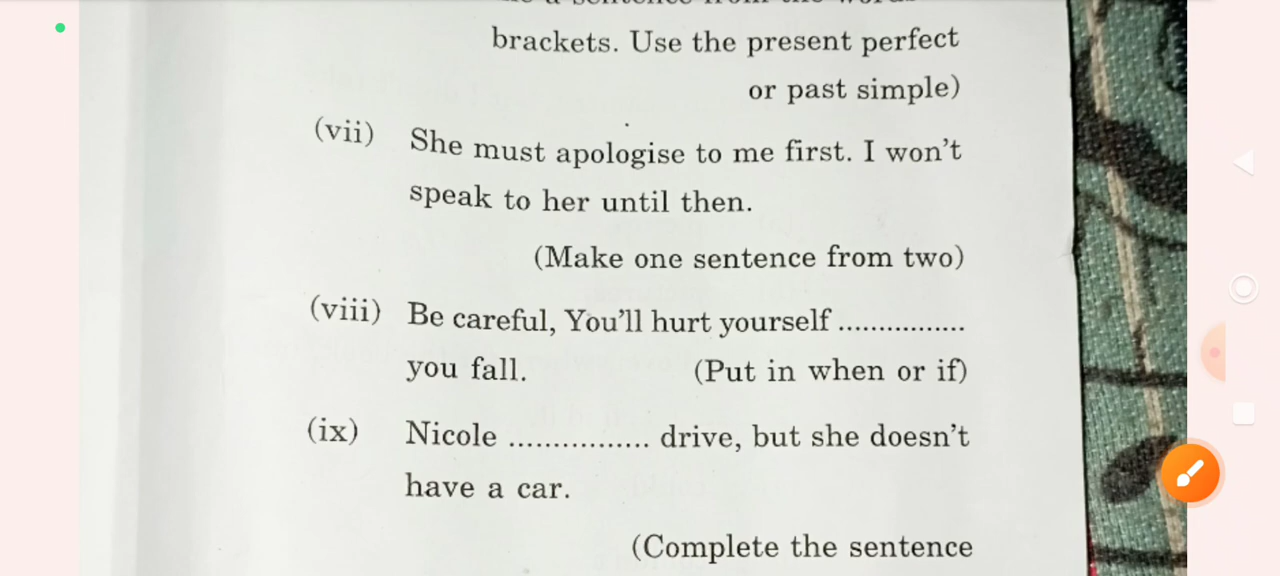 brackets. Use the present perfect
or past simple)
(vii) She must apologise to me first. I won't
speak to her until then.
(Make one sentence from two)
(viii) Be careful, You'll hurt yourself ................
you fall. (Put in when or if)
(ix) Nicole ................ drive, but she doesn't
have a car.
(Complete the sentence